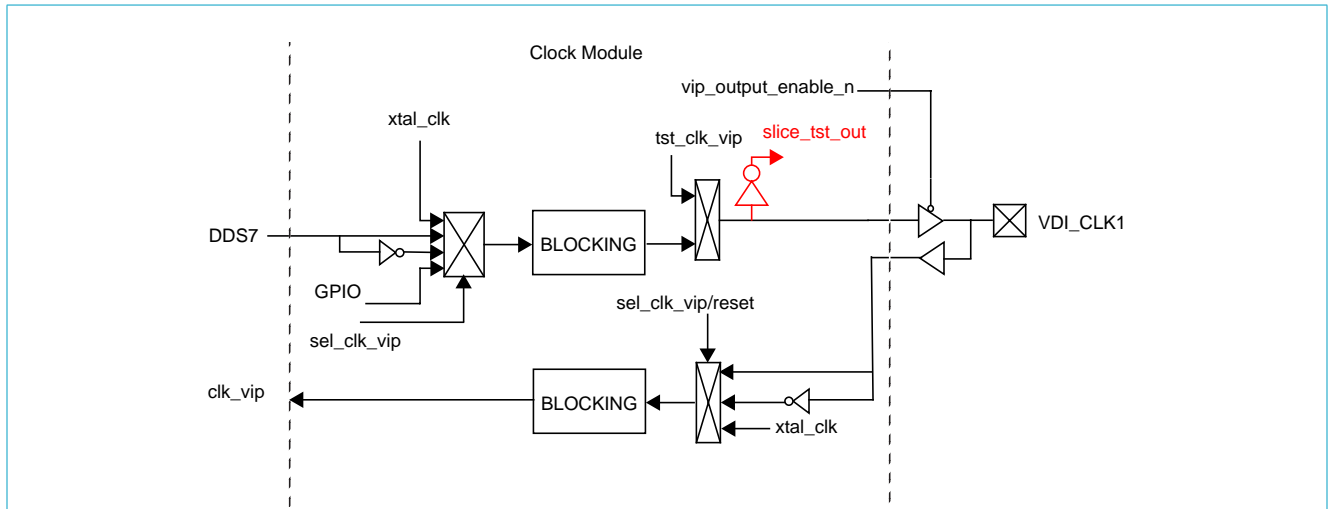 Clock Module
vip_output_enable_n
xtal_clk
tst_clk_vip
slice_tst_out
DDS7
BLOCKING
VDI_CLK1
GPIO
sel_clk_vip
sel_clk_vip/reset
clk_vip
BLOCKING
xtal_clk